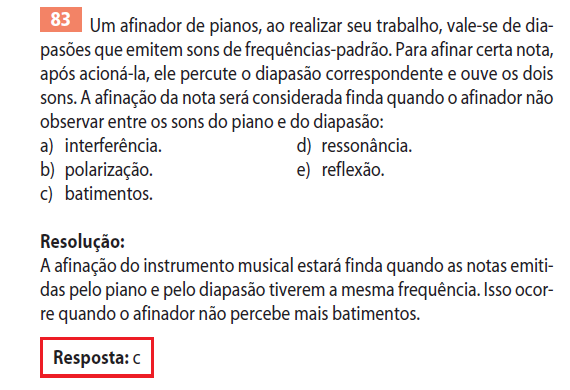 83 Um afinador de pianos, ao realizar seu trabalho, vale-se de dia-
pasões que emitem sons de frequências-padrão. Para afinar certa nota,
após acioná-la, ele percute o diapasão correspondente e ouve os dois
sons. A afinação da nota será considerada finda quando o afinador não
observar entre os sons do piano e do diapasão:
a) interferência. d) ressonância.
b) polarização. e) reflexão.
c) batimentos.
Resolução:
A afinação do instrumento musical estará finda quando as notas emiti-
das pelo piano e pelo diapasão tiverem a mesma frequência. Isso ocor-
re quando o afinador não percebe mais batimentos.
Resposta: c